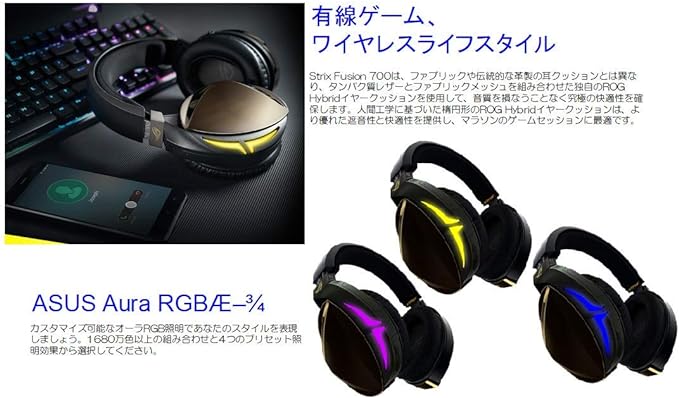 有線ゲーム、
ワイヤレスライフスタイル
Strix Fusion 700は、ファブリックや伝統的な革製の耳クッションとは異な
り、タンパク質レザーとファブリックメッシュを組み合わせた独自のROG
Hybridイヤークッションを使用して、音質を損なうことなく究極の快適性を確
保します。人間工学に基づいた楕円形のROG Hybridイヤークッションは、よ
り優れた遮音性と快適性を提供し、マラソンのゲームセッションに最適です。
ASUS Aura RGBÆ–¾
カスタマイズ可能なオーラRGB照明であなたのスタイルを表現
しましょう。1680万色以上の組み合わせと4つのプリセット照
明効果から選択してください。